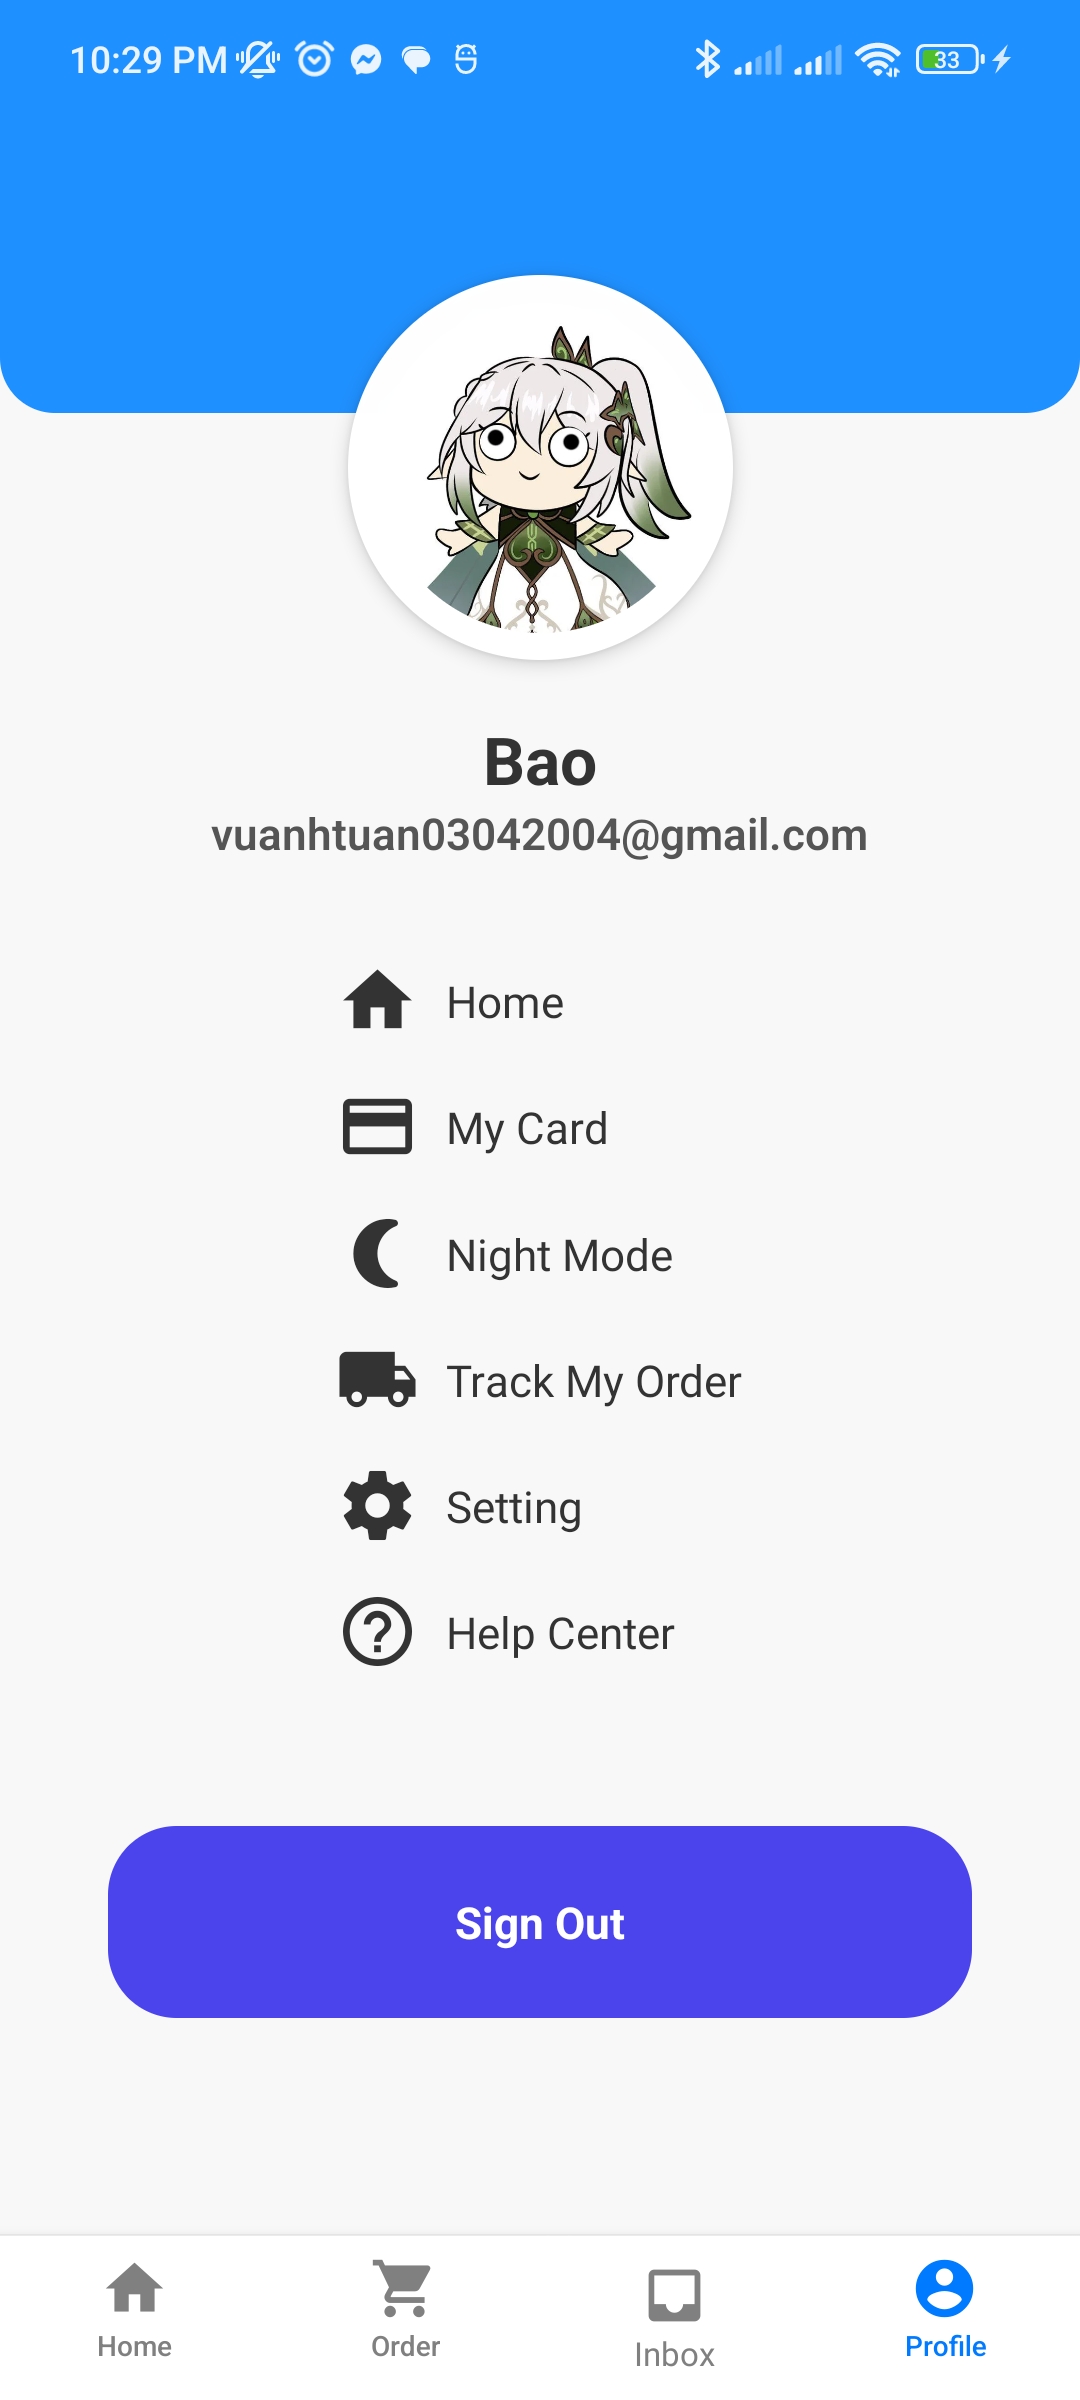 10:29 PM
33
Bao
vuanhtuan03042004@gmail.com
Home
My Card
Night Mode
Track My Order
Setting
Help Center
Sign Out
Home
Order
Inbox
Profile